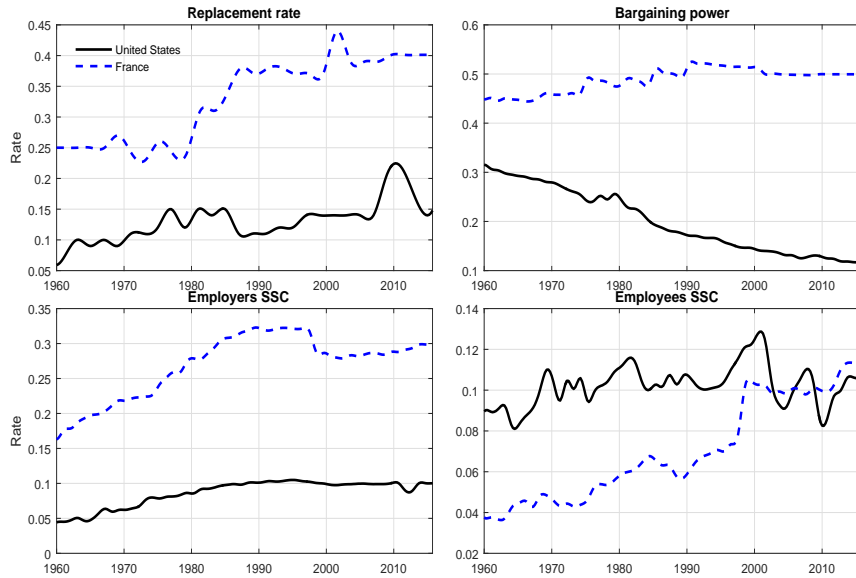 Replacement rate
0.45
0.4
0.35
0.3
0.25
0.2
0.15
0.1
0.05
Rate
United States
France
1960 1970 1980 1990 2000 2010
Bargaining power
0.6
0.5
0.4
0.3
0.2
0.1
1960 1970 1980 1990 2000 2010
Employers SSC
0.35
0.3
0.25
0.2
0.15
0.1
0.05
0
Rate
1960 1970 1980 1990 2000 2010
Employees SSC
0.14
0.12
0.1
0.08
0.06
0.04
0.02
1960 1970 1980 1990 2000 2010